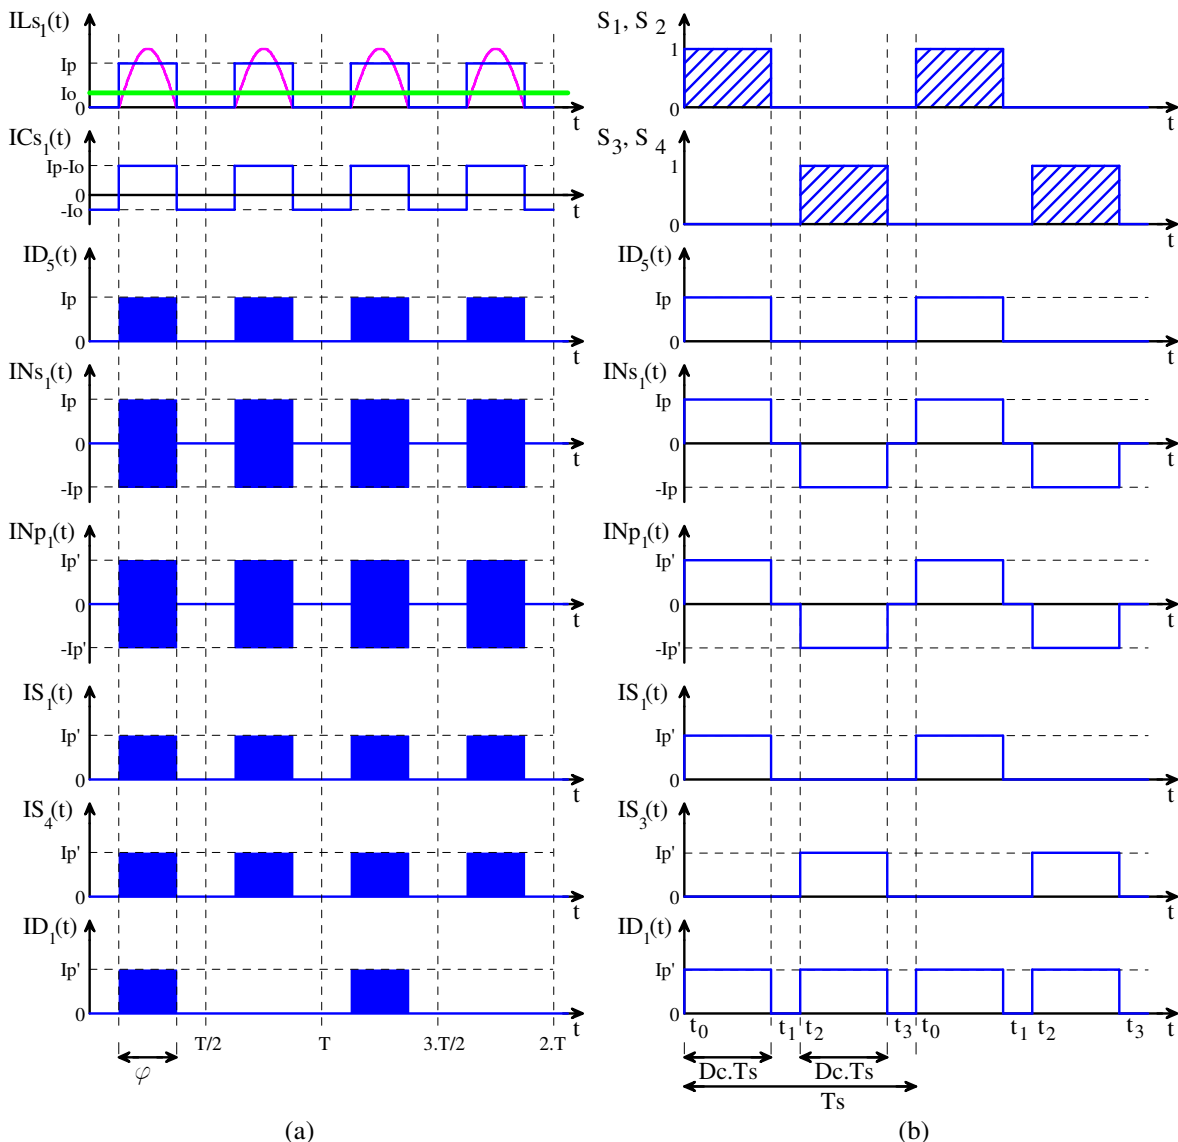 ILs1(t)
Ip
Io
0
t
ICs1(t)
Ip-Io
0
-Io
t
ID5(t)
Ip
0
t
INs1(t)
Ip
0
-Ip
t
INp1(t)
Ip'
0
-Ip'
t
IS1(t)
Ip'
0
t
IS4(t)
Ip'
0
t
ID1(t)
Ip'
0
t
T/2
T
3.T/2
2.T
φ
(a)
S1, S2
1
0
t
S3, S4
1
0
t
ID5(t)
Ip
0
t
INs1(t)
Ip
0
-Ip
t
INp1(t)
Ip'
0
-Ip'
t
IS1(t)
Ip'
0
t
IS3(t)
Ip'
0
t
ID1(t)
Ip'
0
t
t0 t1 t2 t3 t0 t1 t2 t3
Dc.Ts Dc.Ts
Ts
(b)